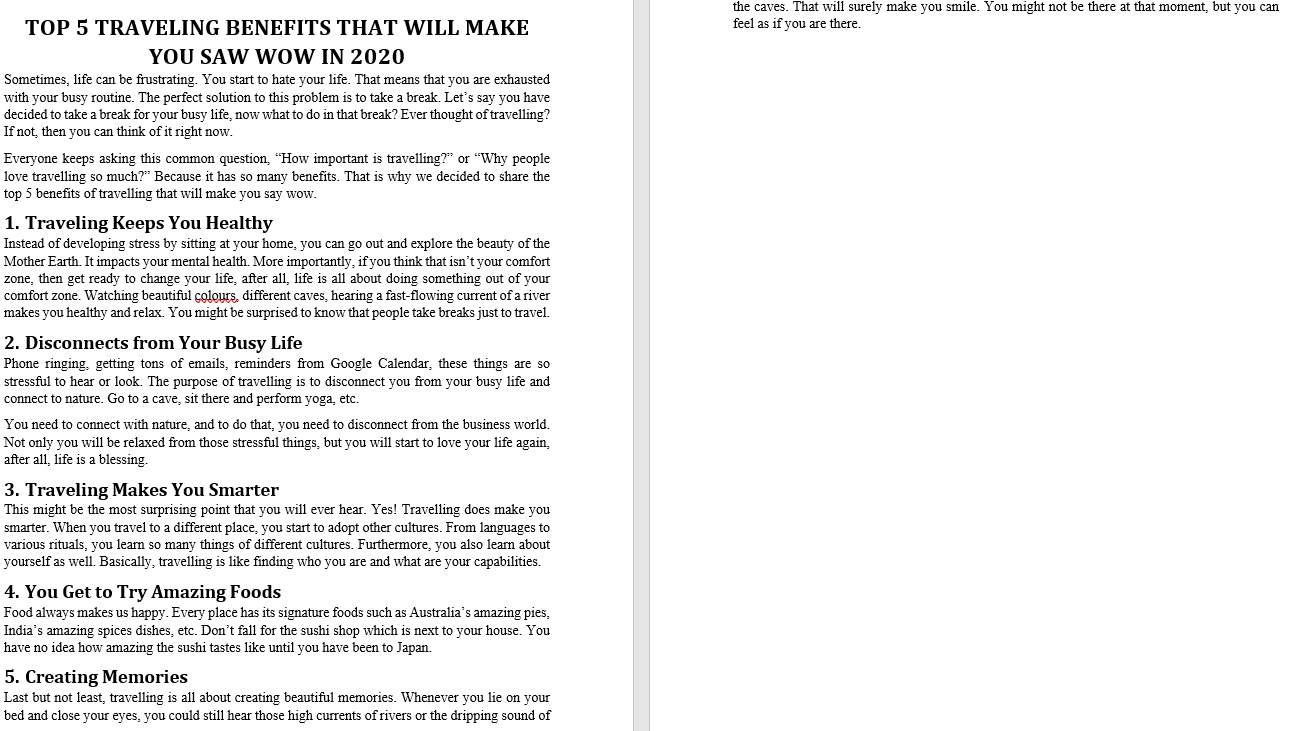 TOP 5 TRAVELING BENEFITS THAT WILL MAKE
YOU SAW WOW IN 2020
Sometimes, life can be frustrating. You start to hate your life. That means that you are exhausted
with your busy routine. The perfect solution to this problem is to take a break. Let’s say you have
decided to take a break for your busy life, now what to do in that break? Ever thought of travelling?
If not, then you can think of it right now.
Everyone keeps asking this common question, “How important is travelling?” or “Why people
love travelling so much?” Because it has so many benefits. That is why we decided to share the
top 5 benefits of travelling that will make you say wow.
1. Traveling Keeps You Healthy
Instead of developing stress by sitting at your home, you can go out and explore the beauty of the
Mother Earth. It impacts your mental health. More importantly, if you think that isn’t your comfort
zone, then get ready to change your life, after all, life is all about doing something out of your
comfort zone. Watching beautiful colours, different caves, hearing a fast-flowing current of a river
makes you healthy and relax. You might be surprised to know that people take breaks just to travel.
2. Disconnects from Your Busy Life
Phone ringing, getting tons of emails, reminders from Google Calendar, these things are so
stressful to hear or look. The purpose of travelling is to disconnect you from your busy life and
connect to nature. Go to a cave, sit there and perform yoga, etc.
You need to connect with nature, and to do that, you need to disconnect from the business world.
Not only you will be relaxed from those stressful things, but you will start to love your life again,
after all, life is a blessing.
3. Traveling Makes You Smarter
This might be the most surprising point that you will ever hear. Yes! Travelling does make you
smarter. When you travel to a different place, you start to adopt other cultures. From languages to
various rituals, you learn so many things of different cultures. Furthermore, you also learn about
yourself as well. Basically, travelling is like finding who you are and what are your capabilities.
4. You Get to Try Amazing Foods
Food always makes us happy. Every place has its signature foods such as Australia’s amazing pies,
India’s amazing spices dishes, etc. Don’t fall for the sushi shop which is next to your house. You
have no idea how amazing the sushi tastes like until you have been to Japan.
5. Creating Memories
Last but not least, travelling is all about creating beautiful memories. Whenever you lie on your
bed and close your eyes, you could still hear those high currents of rivers or the dripping sound of
the caves. That will surely make you smile. You might not be there at that moment, but you can
feel as if you are there.